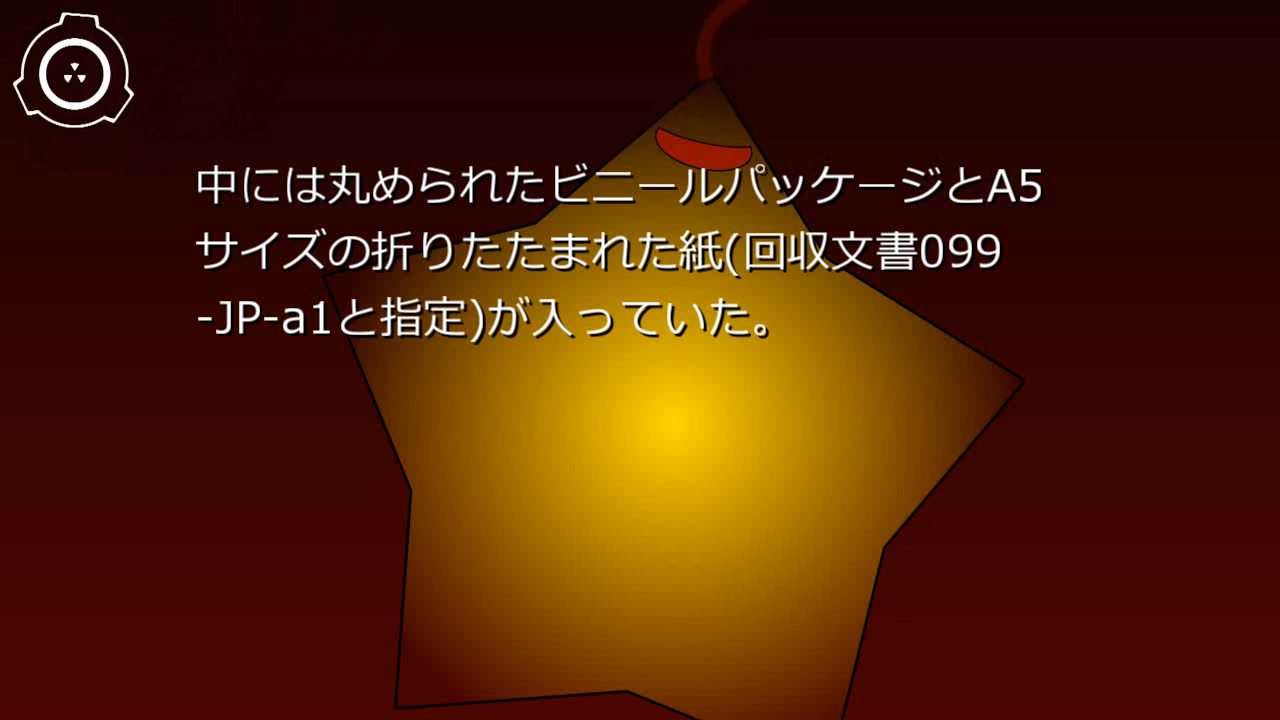 中には丸められたビニールパッケージとA5
サイズの折りたたまれた紙(回収文書099
-JP-a1と指定)が入っていた。